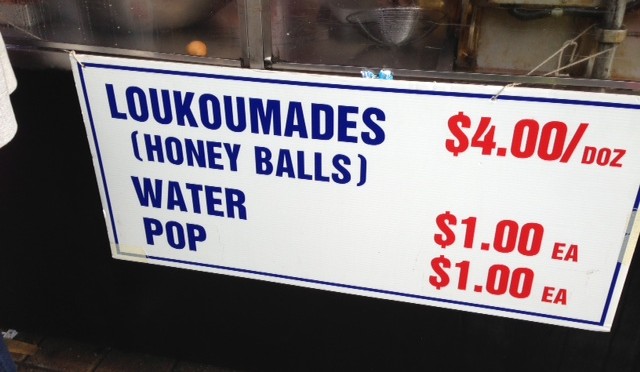 LOUKOUMADES $4.00/DOZ
(HONEY BALLS)
WATER $1.00 EA
POP $1.00 EA